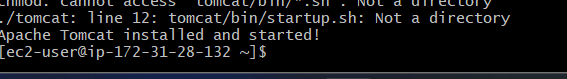 chmod: cannot access 'tomcat/bin/*.sh': Not a directory
./tomcat: line 12: tomcat/bin/startup.sh: Not a directory
Apache Tomcat installed and started!
[ec2-user@ip-172-31-28-132 ~]$